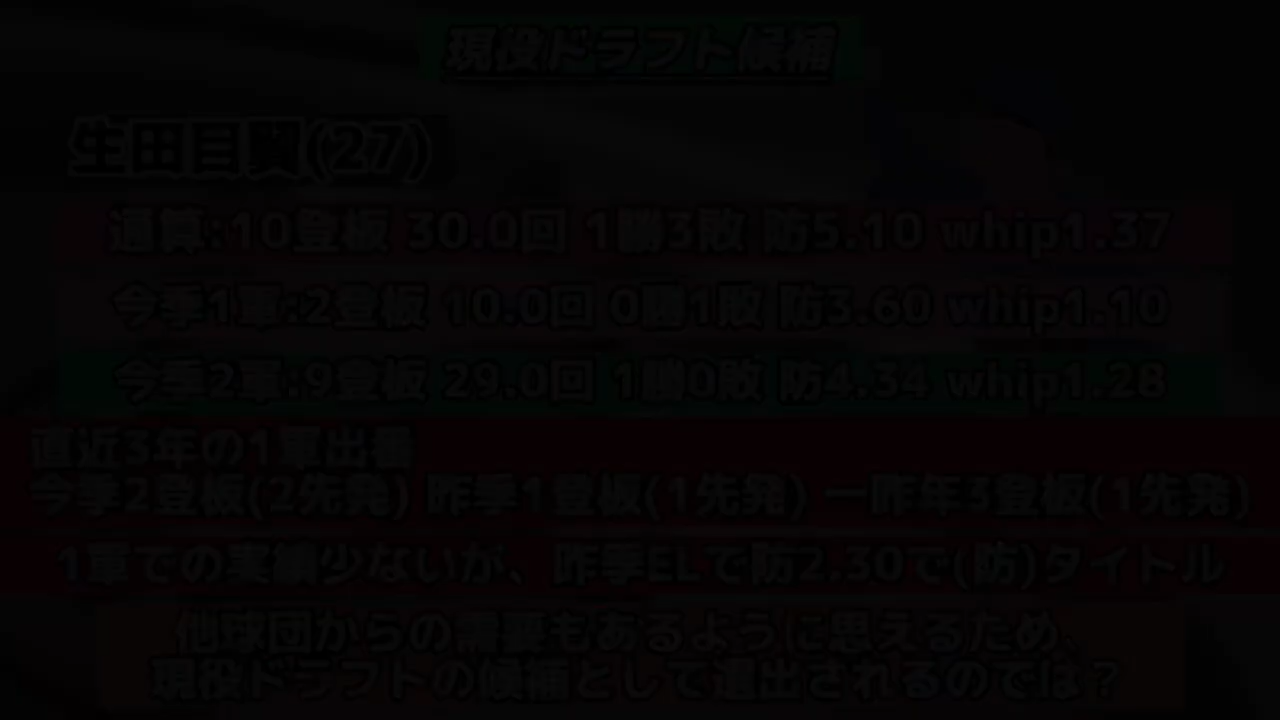 現役ドラフト候補
生田目翼(27)
通算:10登板 30.0回 1勝3敗 防5.10 whip1.37
今季1軍:2登板 10.0回 0勝1敗 防3.60 whip1.10
今季2軍:9登板 29.0回 1勝0敗 防4.34 whip1.28
直近3年の1軍出番
今季2登板(2先発) 昨季1登板(1先発) 一昨年3登板(1先発)
1軍での実績少ないが、昨季ELで防2.30で(防)タイトル
他球団からの需要もあるように思えるため、
現役ドラフトの候補として選出されるのでは？